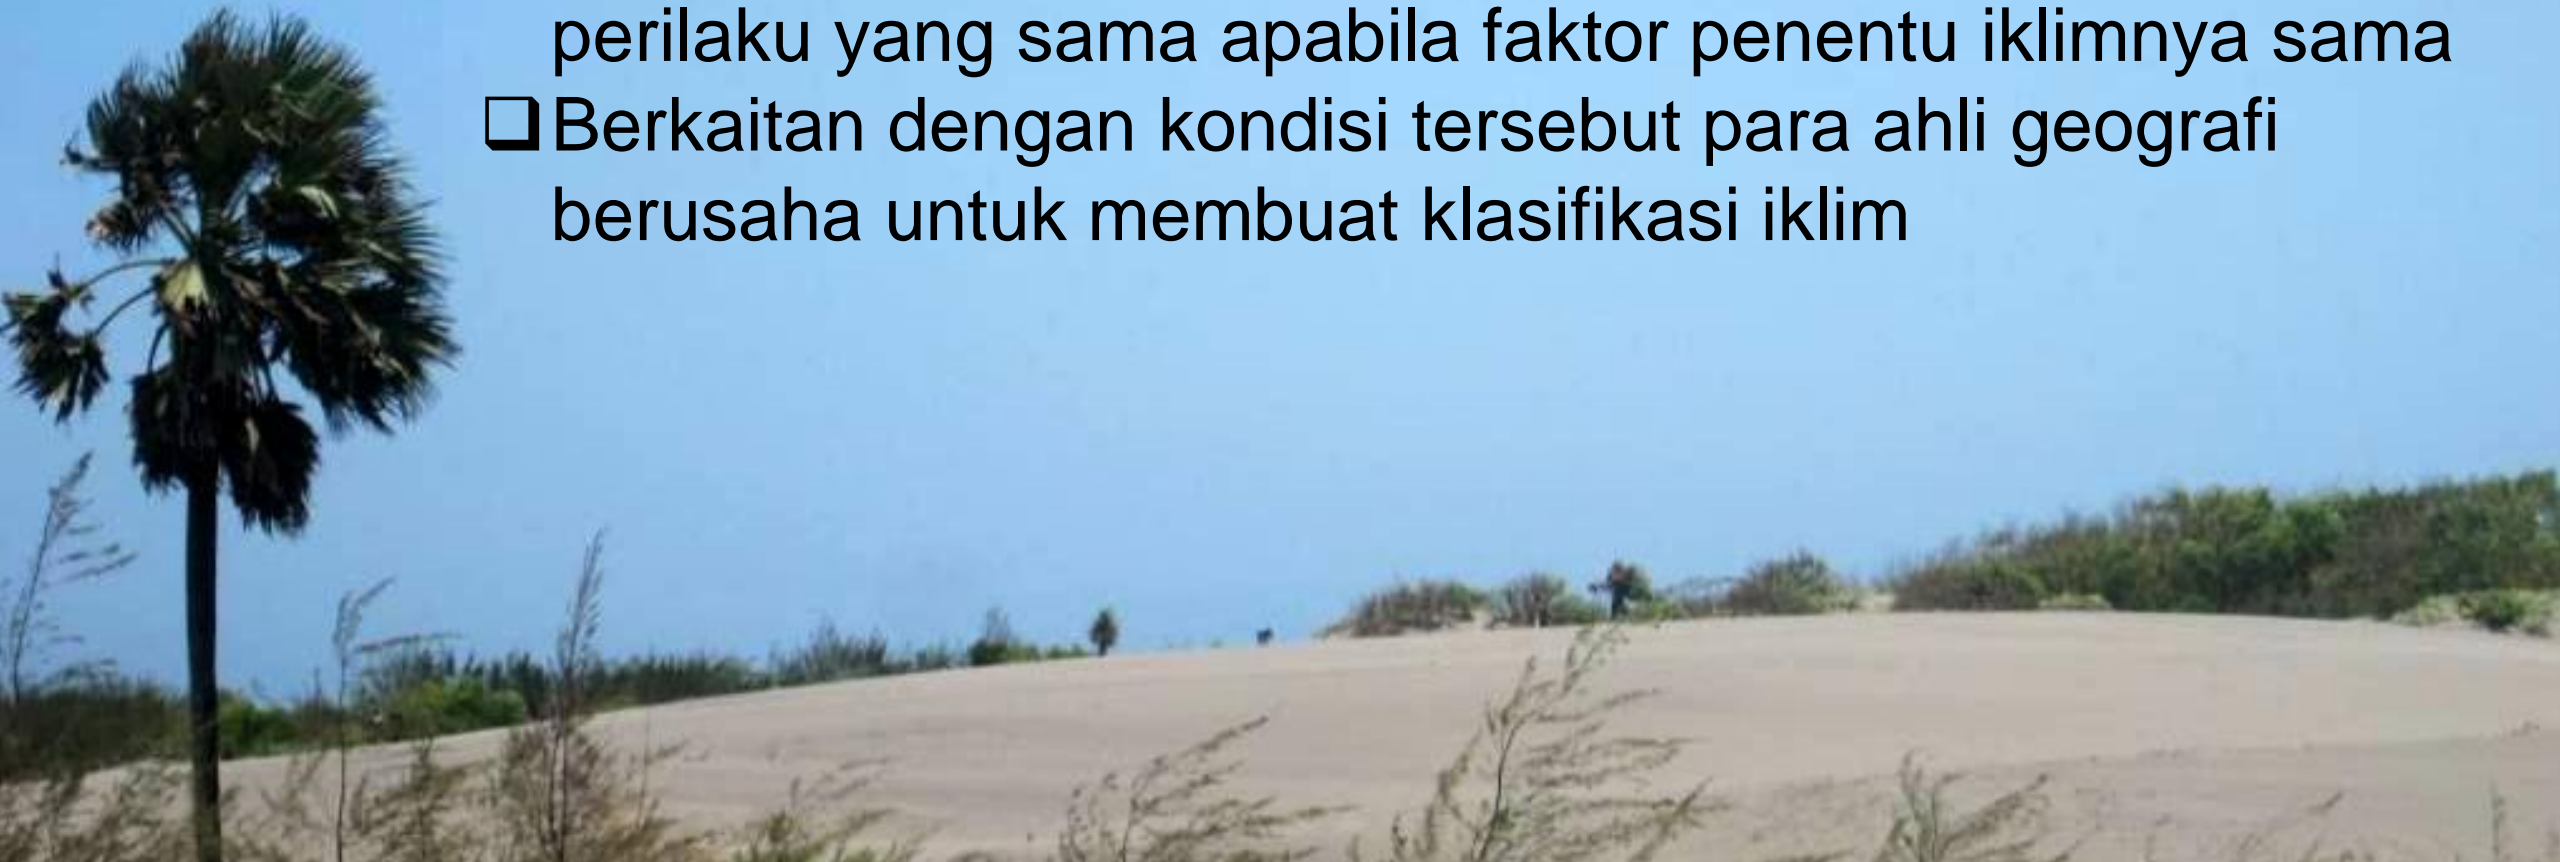 perilaku yang sama apabila faktor penentu iklimnya sama
❑Berkaitan dengan kondisi tersebut para ahli geografi
berusaha untuk membuat klasifikasi iklim